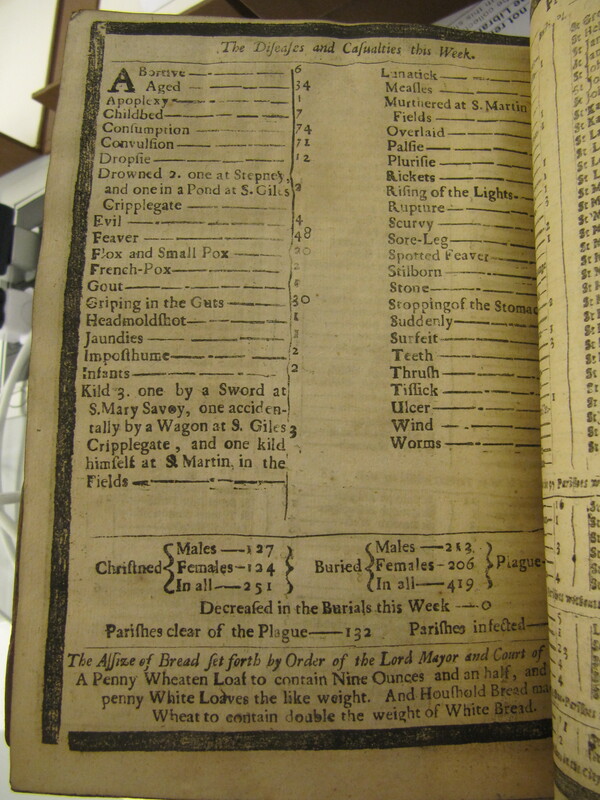 The Diſeaſes and Caſualties this Week.
ABortive 6
Aged 34
Apoplexy 1
Childbed 7
Conſumption 74
Convulſion 71
Dropſie 12
Drowned 2. one at Stepney,
and one in a Pond at S. Giles 2
Cripplegate
Evil 4
Feaver 48
Flox and Small Pox 20
French-Pox
Gout
Griping in the Guts 30
Headmoldſhot
Jaundies
Impoſthume 2
Infants 2
Kild 3. one by a Sword at
S. Mary Savoy, one acciden-
tally by a Wagon at S. Giles 3
Cripplegate, and one kild
himſelf at S. Martin in the
Fields
Lunatick
Meaſles
Murthered at S. Martin
Fields
Overlaid
Palſie
Pluriſie
Rickets
Riſing of the Lights
Rupture
Scurvy
Sore-Leg
Spotted Feaver
Stilborn
Stone
Stopping of the Stomac
Suddenly
Surfeit
Teeth
Thruſh
Tiſſick
Ulcer
Wind
Worms
Chriſtned { Males — 127 Females — 124 In all — 251 }
Buried { Males — 213 Females — 206 In all — 419 } Plague
Decreaſed in the Burials this Week — 0
Pariſhes clear of the Plague — 132 Pariſhes infected —
The Aſſize of Bread ſet forth by Order of the Lord Mayor and Court of
A Penny Wheaten Loaf to contain Nine Ounces and an half, and
penny White Loaves the like weight. And Houſhold Bread ma
Wheat to contain double the weight of White Bread.